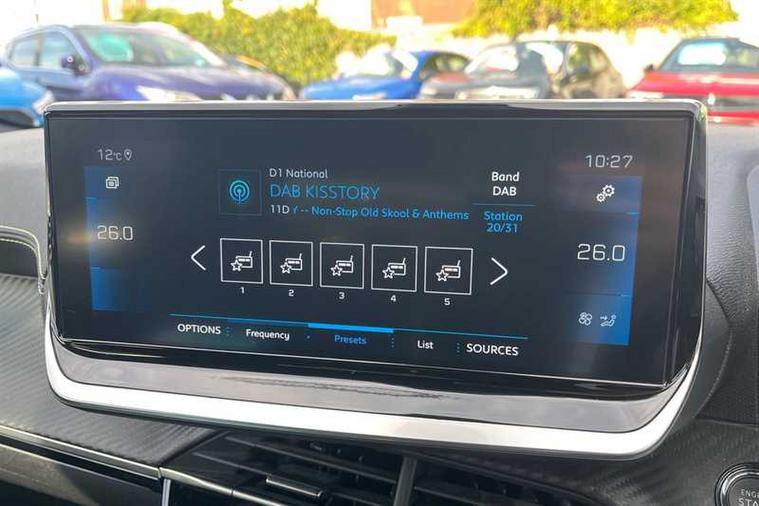 12°C
10:27
D1 National
DAB KISSTORY
11D / -- Non-Stop Old Skool & Anthems
Band
DAB
Station
20/31
26.0
26.0
1 2 3 4 5
OPTIONS Frequency Presets List SOURCES